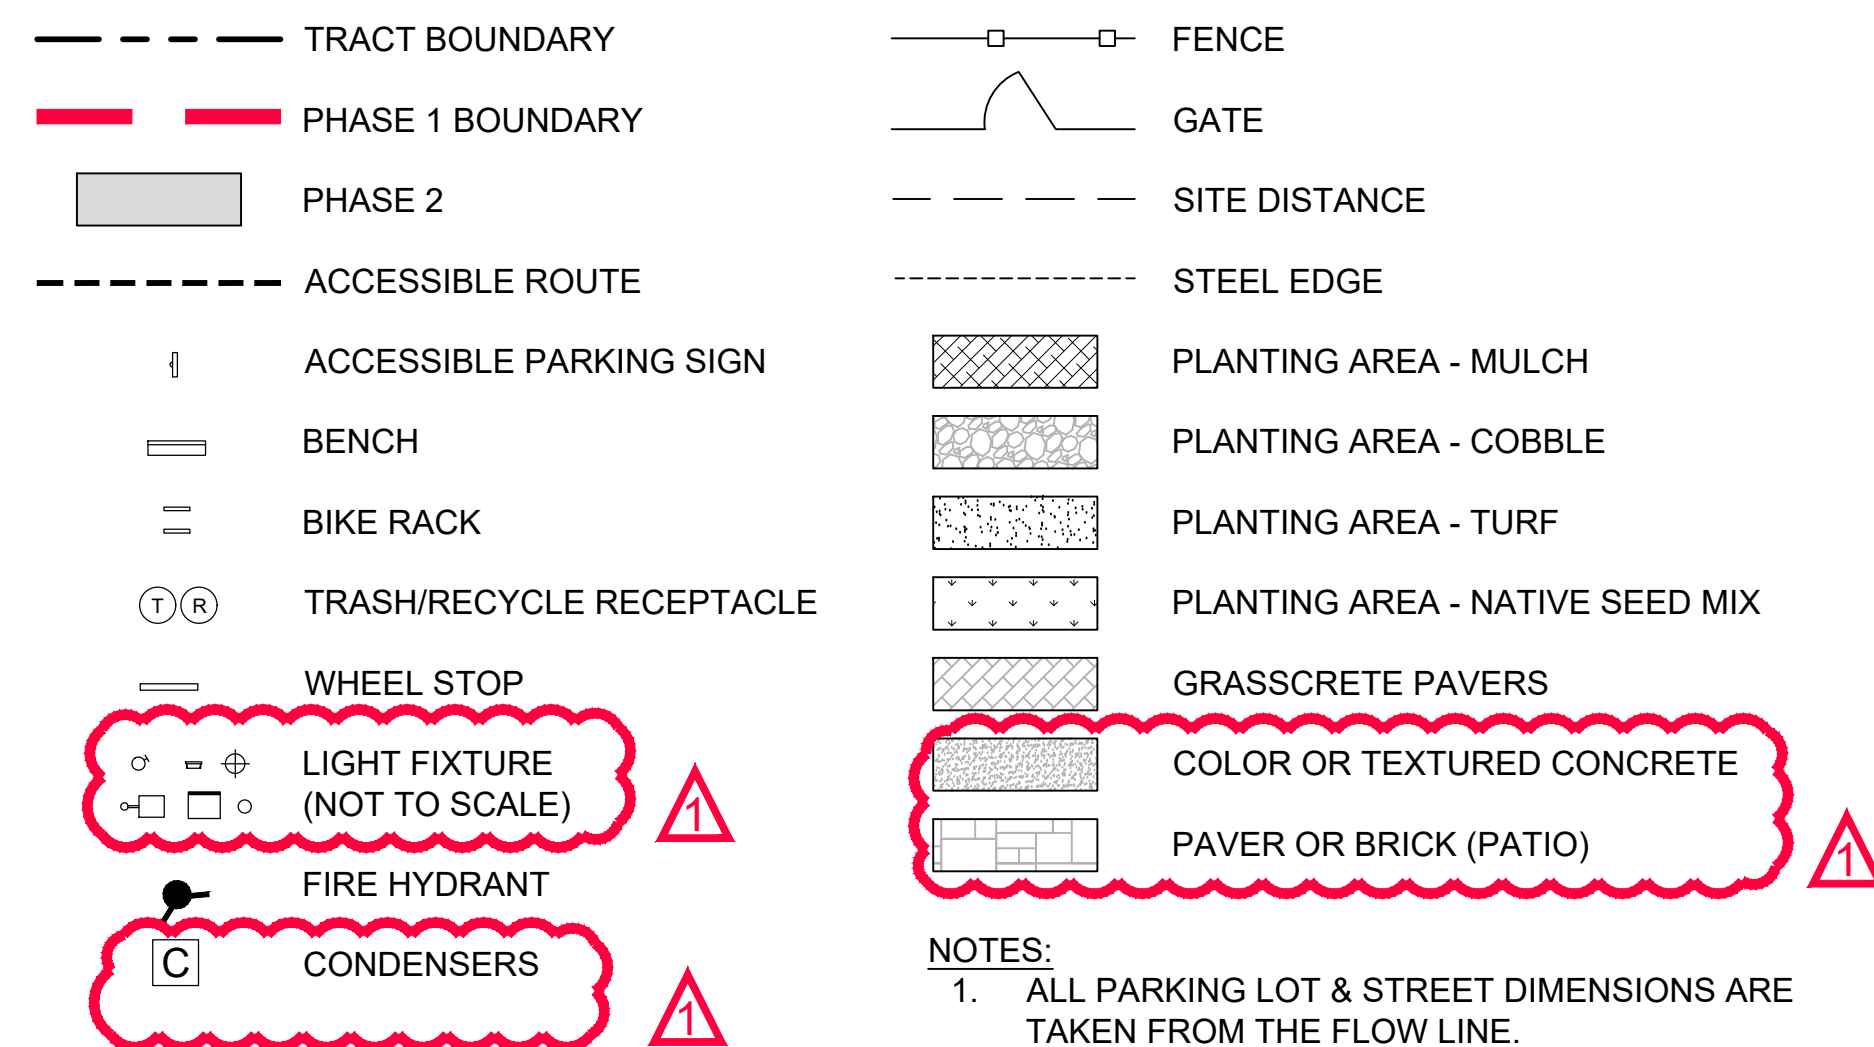 TRACT BOUNDARY
PHASE 1 BOUNDARY
PHASE 2
ACCESSIBLE ROUTE
ACCESSIBLE PARKING SIGN
BENCH
BIKE RACK
T R TRASH/RECYCLE RECEPTACLE
WHEEL STOP
LIGHT FIXTURE
(NOT TO SCALE)
1
FIRE HYDRANT
C CONDENSERS
1
FENCE
GATE
SITE DISTANCE
STEEL EDGE
PLANTING AREA - MULCH
PLANTING AREA - COBBLE
PLANTING AREA - TURF
PLANTING AREA - NATIVE SEED MIX
GRASSCRETE PAVERS
COLOR OR TEXTURED CONCRETE
PAVER OR BRICK (PATIO)
1
NOTES:
1. ALL PARKING LOT & STREET DIMENSIONS ARE
TAKEN FROM THE FLOW LINE.